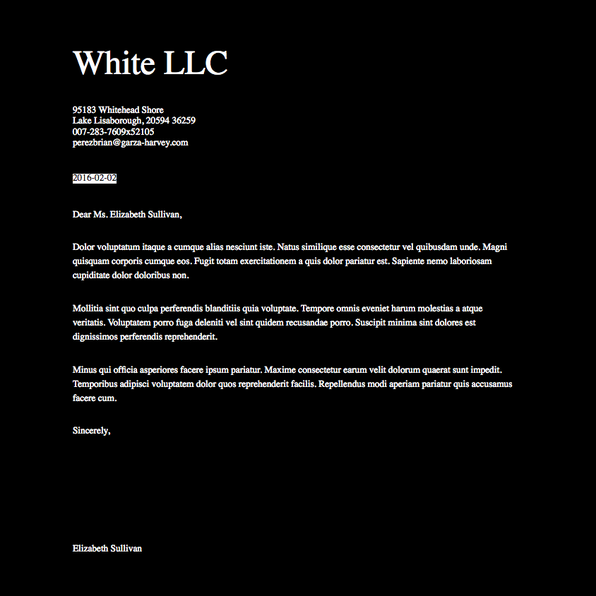 White LLC
95183 Whitehead Shore
Lake Lisaborough, 20594 36259
007-283-7609x52105
perezbrian@garza-harvey.com
2016-02-02
Dear Ms. Elizabeth Sullivan,
Dolor voluptatum itaque a cumque alias nesciunt iste. Natus similique esse consectetur vel quibusdam unde. Magni
quisquam corporis cumque eos. Fugit totam exercitationem a quis dolor pariatur est. Sapiente nemo laboriosam
cupiditate dolor doloribus non.
Mollitia sint quo culpa perferendis blanditiis quia voluptate. Tempore omnis eveniet harum molestias a atque
veritatis. Voluptatem porro fuga deleniti vel sint quidem recusandae porro. Suscipit minima sint dolores est
dignissimos perferendis reprehenderit.
Minus qui officia asperiores facere ipsum pariatur. Maxime consectetur earum velit dolorum quaerat sunt impedit.
Temporibus adipisci voluptatem dolor quos reprehenderit facilis. Repellendus modi aperiam pariatur quis accusamus
facere cum.
Sincerely,
Elizabeth Sullivan